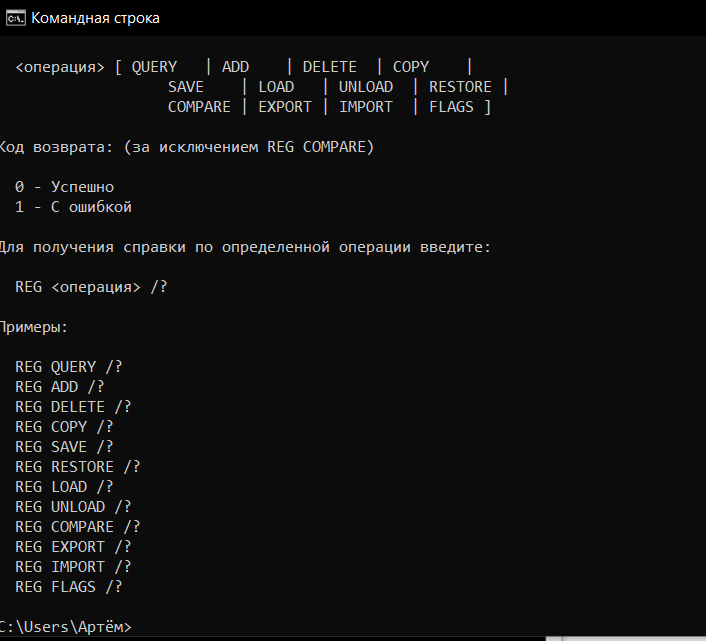 Командная строка
<операция> [ QUERY | ADD | DELETE | COPY |
SAVE | LOAD | UNLOAD | RESTORE |
COMPARE | EXPORT | IMPORT | FLAGS ]
Код возврата: (за исключением REG COMPARE)
0 - Успешно
1 - С ошибкой
Для получения справки по определенной операции введите:
REG <операция> /?
Примеры:
REG QUERY /?
REG ADD /?
REG DELETE /?
REG COPY /?
REG SAVE /?
REG RESTORE /?
REG LOAD /?
REG UNLOAD /?
REG COMPARE /?
REG EXPORT /?
REG IMPORT /?
REG FLAGS /?
C:\Users\Артём>